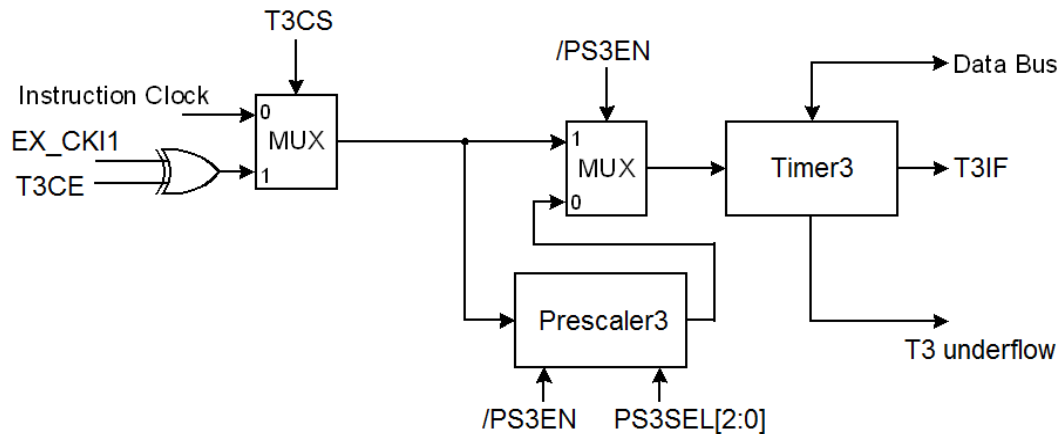 T3CS
/PS3EN
Data Bus
Instruction Clock
0
EX_CKI1
MUX
1
MUX
Timer3
T3IF
T3CE
1
0
Prescaler3
T3 underflow
/PS3EN
PS3SEL[2:0]